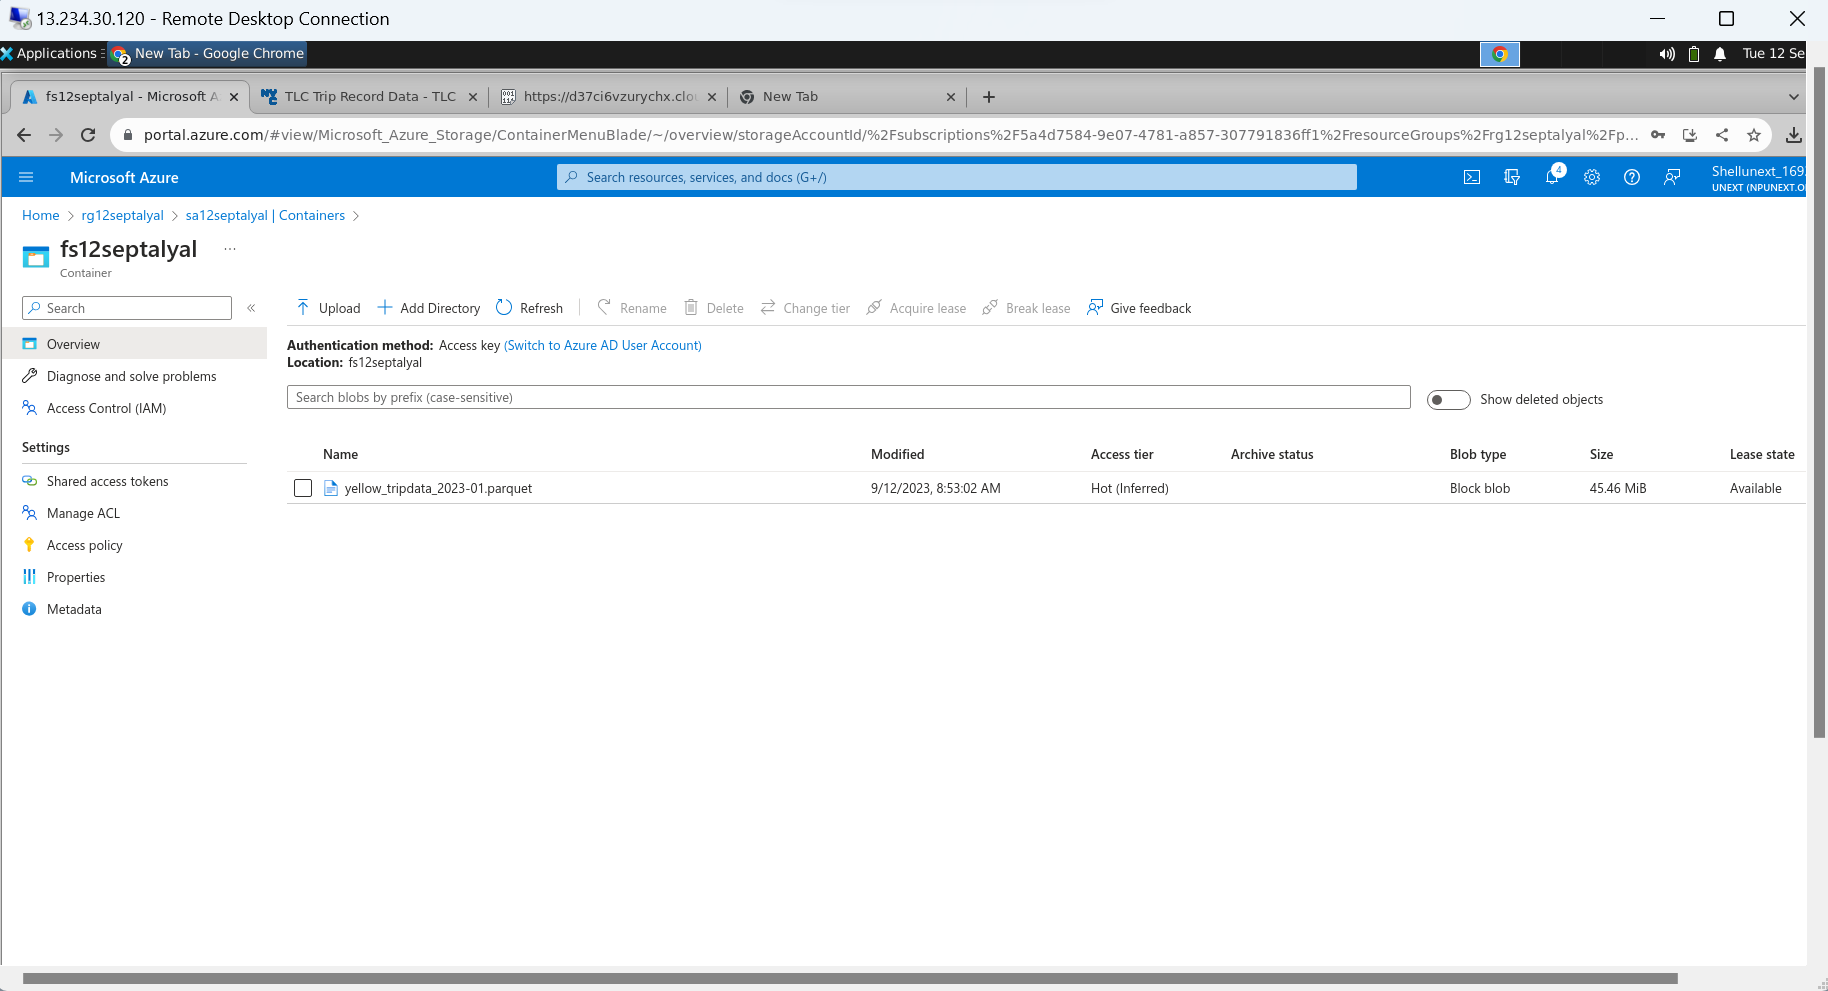 13.234.30.120 - Remote Desktop Connection
Applications
2
New Tab - Google Chrome
Tue 12 Se
fs12septalyal - Microsoft A
TLC Trip Record Data - TLC
https://d37ci6vzurychx.clou
New Tab
portal.azure.com/#view/Microsoft_Azure_Storage/ContainerMenuBlade/~/overview/storageAccountId/%2Fsubscriptions%2F5a4d7584-9e07-4781-a857-307791836ff1%2FresourceGroups%2Frg12septalyal%2Fp...
Microsoft Azure
Search resources, services, and docs (G+/)
4
Shellunext_169
UNEXT (NPUNEXT.O
Home > rg12septalyal > sa12septalyal | Containers >
fs12septalyal ...
Container
Search
«
Upload
Add Directory
Refresh
Rename
Delete
Change tier
Acquire lease
Break lease
Give feedback
Overview
Diagnose and solve problems
Access Control (IAM)
Settings
Shared access tokens
Manage ACL
Access policy
Properties
Metadata
Authentication method: Access key (Switch to Azure AD User Account)
Location: fs12septalyal
Search blobs by prefix (case-sensitive)
Show deleted objects
Name Modified Access tier Archive status Blob type Size Lease state
yellow_tripdata_2023-01.parquet 9/12/2023, 8:53:02 AM Hot (Inferred) Block blob 45.46 MiB Available